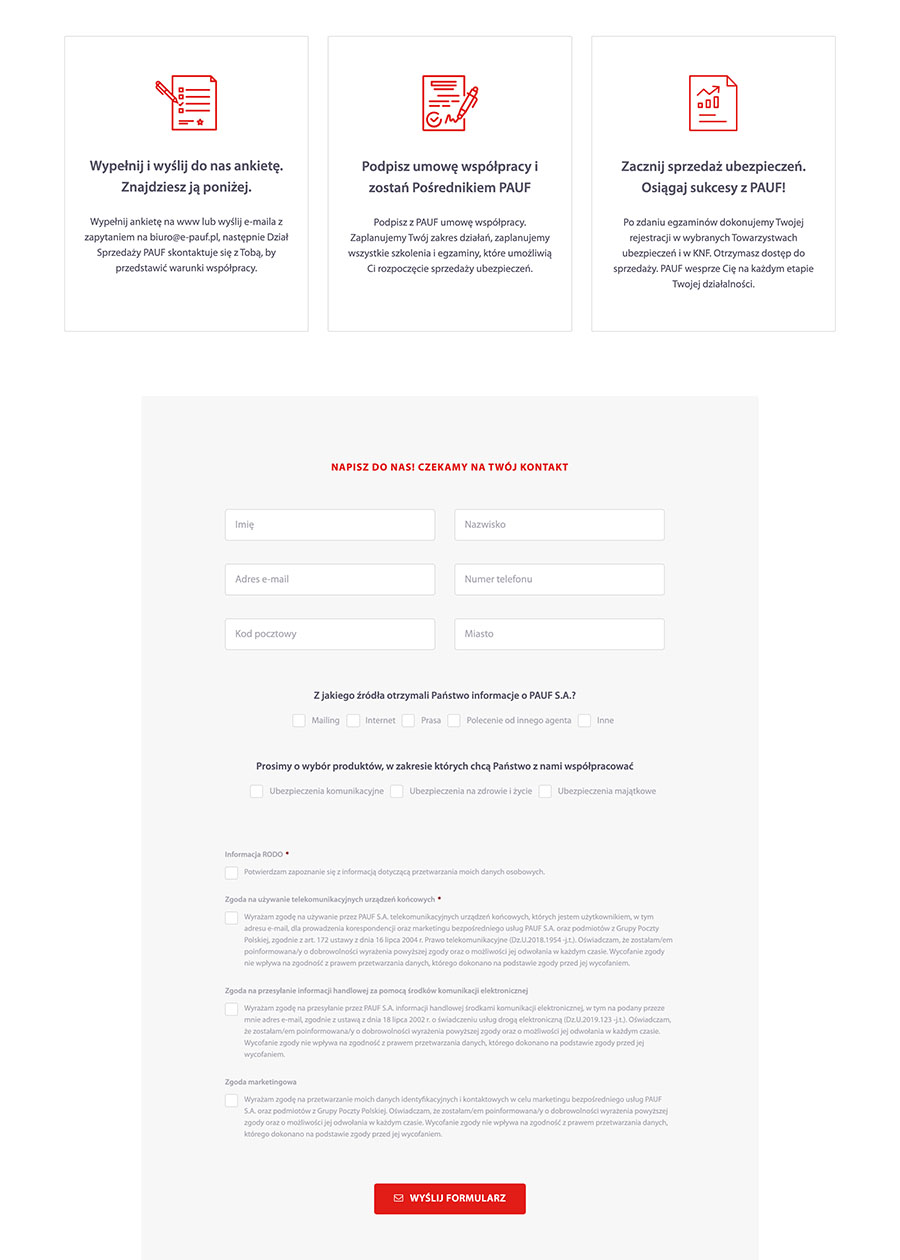 Wypełnij i wyślij do nas ankietę.
Znajdziesz ją poniżej.
Wypełnij ankietę na www lub wyślij e-maila z
zapytaniem na biuro@e-pauf.pl, następnie Dział
Sprzedaży PAUF skontaktuje się z Tobą, by
przedstawić warunki współpracy.
Podpisz umowę współpracy i
zostań Pośrednikiem PAUF
Podpisz z PAUF umowę współpracy.
Zaplanujemy Twój zakres działań, zaplanujemy
wszystkie szkolenia i egzaminy, które umożliwią
Ci rozpoczęcie sprzedaży ubezpieczeń.
Zacznij sprzedaż ubezpieczeń.
Osiągaj sukcesy z PAUF!
Po zdaniu egzaminów dokonujemy Twojej
rejestracji w wybranych Towarzystwach
ubezpieczeń i w KNF. Otrzymasz dostęp do
sprzedaży. PAUF wesprze Cię na każdym etapie
Twojej działalności.
NAPISZ DO NAS! CZEKAMY NA TWÓJ KONTAKT
Imię
Nazwisko
Adres e-mail
Numer telefonu
Kod pocztowy
Miasto
Z jakiego źródła otrzymali Państwo informacje o PAUF S.A.?
Mailing Internet Prasa Polecenie od innego agenta Inne
Prosimy o wybór produktów, w zakresie których chcą Państwo z nami współpracować
Ubezpieczenia komunikacyjne Ubezpieczenia na zdrowie i życie Ubezpieczenia majątkowe
Informacja RODO *
Potwierdzam zapoznanie się z informacją dotyczącą przetwarzania moich danych osobowych.
Zgoda na używanie telekomunikacyjnych urządzeń końcowych *
Wyrażam zgodę na używanie przez PAUF S.A. telekomunikacyjnych urządzeń końcowych, których jestem użytkownikiem, w tym
adresu e-mail, dla prowadzenia korespondencji oraz marketingu bezpośredniego usług PAUF S.A. oraz podmiotów z Grupy Poczty
Polskiej, zgodnie z art. 172 ustawy z dnia 16 lipca 2004 r. Prawo telekomunikacyjne (Dz.U.2018.1954 -j.t.). Oświadczam, że zostałam/em
poinformowana/y o dobrowolności wyrażenia powyższej zgody oraz o możliwości jej odwołania w każdym czasie. Wycofanie zgody
nie wpływa na zgodność z prawem przetwarzania danych, którego dokonano na podstawie zgody przed jej wycofaniem.
Zgoda na przesyłanie informacji handlowej za pomocą środków komunikacji elektronicznej
Wyrażam zgodę na przesyłanie przez PAUF S.A. informacji handlowej środkami komunikacji elektronicznej, w tym na podany przeze
mnie adres e-mail, zgodnie z ustawą z dnia 18 lipca 2002 r. o świadczeniu usług drogą elektroniczną (Dz.U.2019.123 -j.t.). Oświadczam,
że zostałam/em poinformowana/y o dobrowolności wyrażenia powyższej zgody oraz o możliwości jej odwołania w każdym czasie.
Wycofanie zgody nie wpływa na zgodność z prawem przetwarzania danych, którego dokonano na podstawie zgody przed jej
wycofaniem.
Zgoda marketingowa
Wyrażam zgodę na przetwarzanie moich danych identyfikacyjnych i kontaktowych w celu marketingu bezpośredniego usług PAUF
S.A. oraz podmiotów z Grupy Poczty Polskiej. Oświadczam, że zostałam/em poinformowana/y o dobrowolności wyrażenia powyższej
zgody oraz o możliwości jej odwołania w każdym czasie. Wycofanie zgody nie wpływa na zgodność z prawem przetwarzania danych,
którego dokonano na podstawie zgody przed jej wycofaniem.
WYŚLIJ FORMULARZ